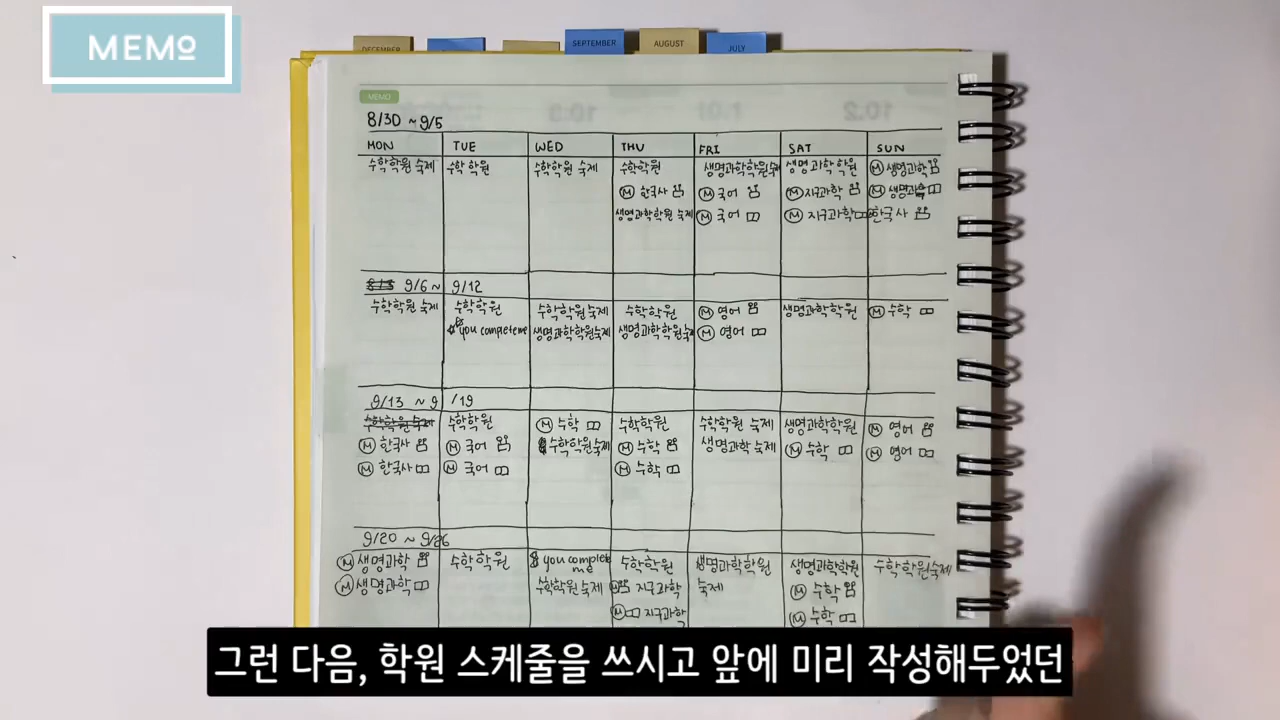 MEMO
DECEMBER
SEPTEMBER
AUGUST
JULY
MEMO
8/30 ~ 9/5
MON TUE WED THU FRI SAT SUN
수학학원 숙제 수학 학원 수학학원 숙제 수학학원 생명과학학원숙제 생명과학학원 Ⓜ 생명과학
Ⓜ 한국사 Ⓜ 국어 Ⓜ 지구과학 Ⓜ 생명과학
생명과학학원 숙제 Ⓜ 국어 Ⓜ 지구과학 한국사
9/6 ~ 9/12
수학학원 숙제 수학학원 수학학원 숙제 수학학원 Ⓜ 영어 생명과학학원 Ⓜ 수학
you complete me 생명과학학원숙제 생명과학학원숙제 Ⓜ 영어
9/13 ~ 9/19
수학학원 숙제 수학학원 Ⓜ 수학 수학학원 수학학원 숙제 생명과학학원 Ⓜ 영어
Ⓜ 한국사 Ⓜ 국어 수학학원숙제 Ⓜ 수학 생명과학 숙제 Ⓜ 수학 Ⓜ 영어
Ⓜ 한국사 Ⓜ 국어 Ⓜ 수학
9/20 ~ 9/26
Ⓜ 생명과학 수학학원 you complete me 수학학원 생명과학학원 생명과학학원 수학학원숙제
Ⓜ 생명과학 수학학원 숙제 Ⓜ 지구과학 숙제 Ⓜ 수학
Ⓜ 지구과학 Ⓜ 수학
그런 다음, 학원 스케줄을 쓰시고 앞에 미리 작성해두었던